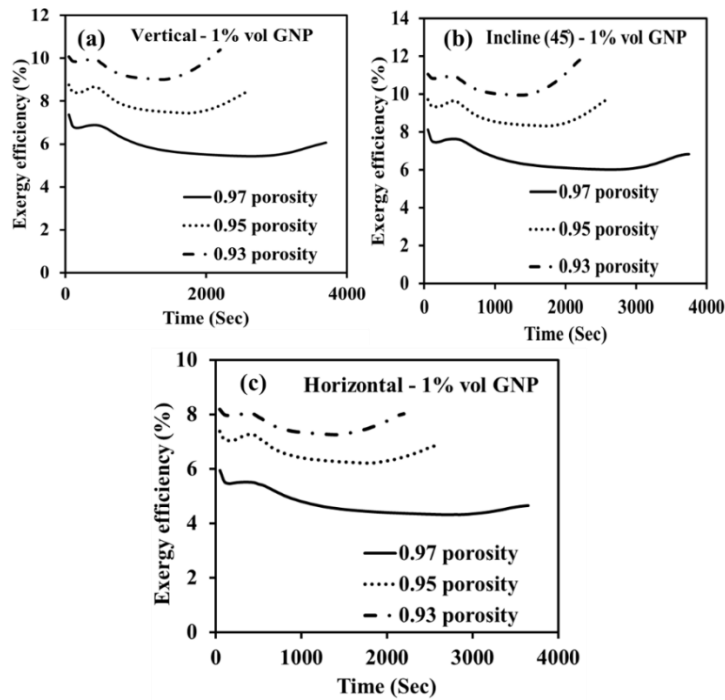 (a) Vertical - 1% vol GNP
Exergy efficiency (%)
12
10
8
6
4
2
0
0.97 porosity
0.95 porosity
0.93 porosity
0 2000 4000
Time (Sec)
(b) Incline (45°) - 1% vol GNP
Exergy efficiency (%)
14
12
10
8
6
4
2
0
0.97 porosity
0.95 porosity
0.93 porosity
0 1000 2000 3000 4000
Time (Sec)
(c) Horizontal - 1% vol GNP
Exergy efficiency (%)
10
8
6
4
2
0
0.97 porosity
0.95 porosity
0.93 porosity
0 1000 2000 3000 4000
Time (Sec)